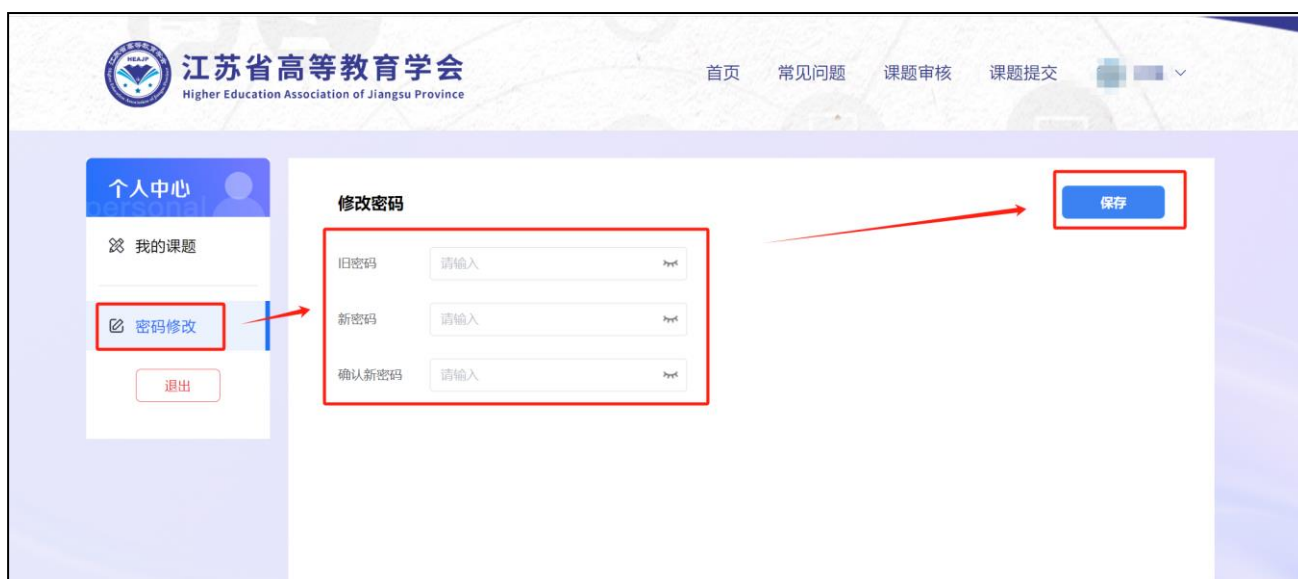 江苏省高等教育学会
Higher Education Association of Jiangsu Province
HEAJP
首页 常见问题 课题审核 课题提交
个人中心
personal
我的课题
密码修改
退出
修改密码
保存
旧密码 请输入
新密码 请输入
确认新密码 请输入